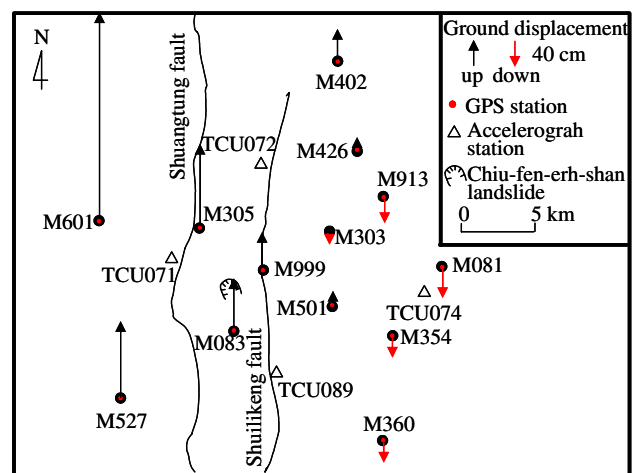 N
Shuangtung fault
M402
TCU072
M426
M913
M601
M305
M303
TCU071
M999
M081
M501
TCU074
M083
M354
Shuilikeng fault
TCU089
M527
M360
Ground displacement
40 cm
up down
GPS station
Accelerograh
station
Chiu-fen-erh-shan
landslide
0 5 km